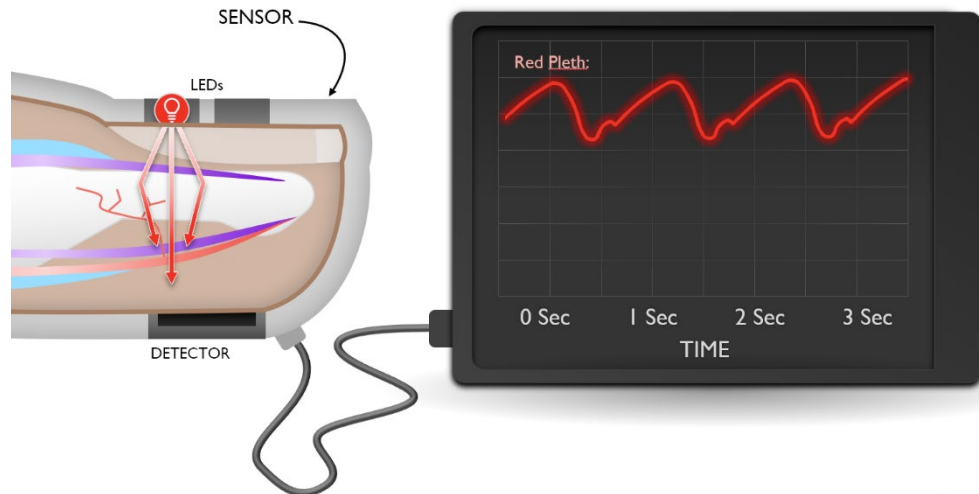 SENSOR
LEDs
DETECTOR
Red Pleth:
0 Sec 1 Sec 2 Sec 3 Sec
TIME